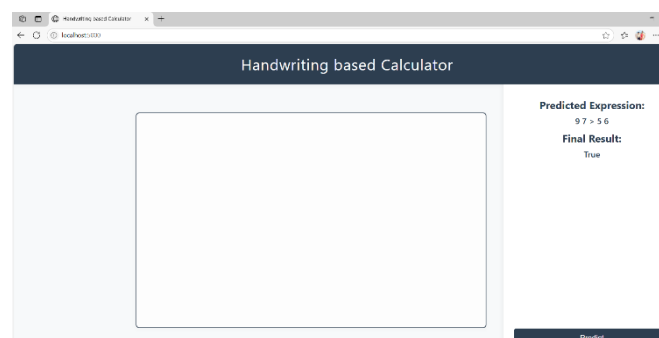 Handwriting based Calculator
localhost:5000
Handwriting based Calculator
Predicted Expression:
9 7 > 5 6
Final Result:
True
Predict